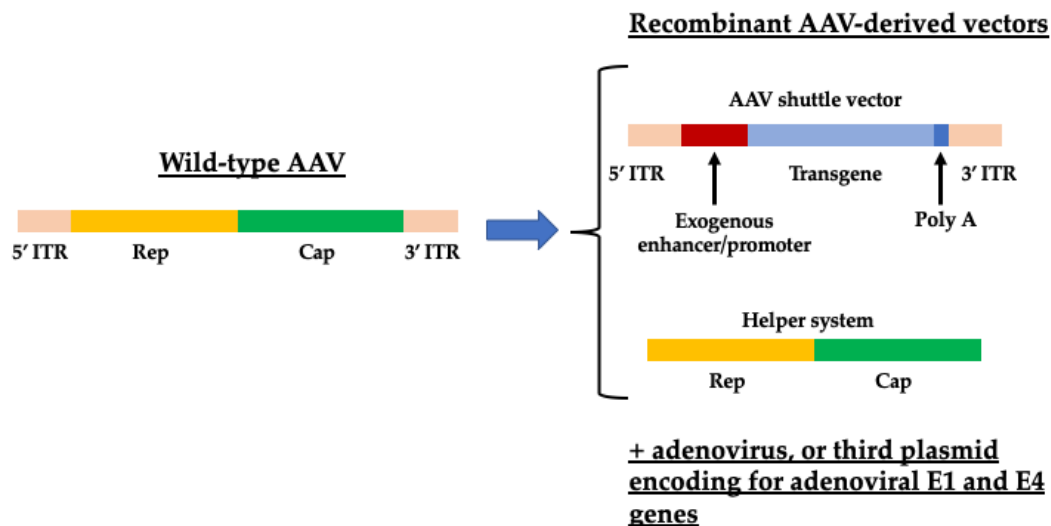 Recombinant AAV-derived vectors
AAV shuttle vector
5′ ITR
Transgene
3′ ITR
Exogenous
enhancer/promoter
Poly A
Wild-type AAV
5′ ITR
Rep
Cap
3′ ITR
Helper system
Rep
Cap
+ adenovirus, or third plasmid
encoding for adenoviral E1 and E4
genes